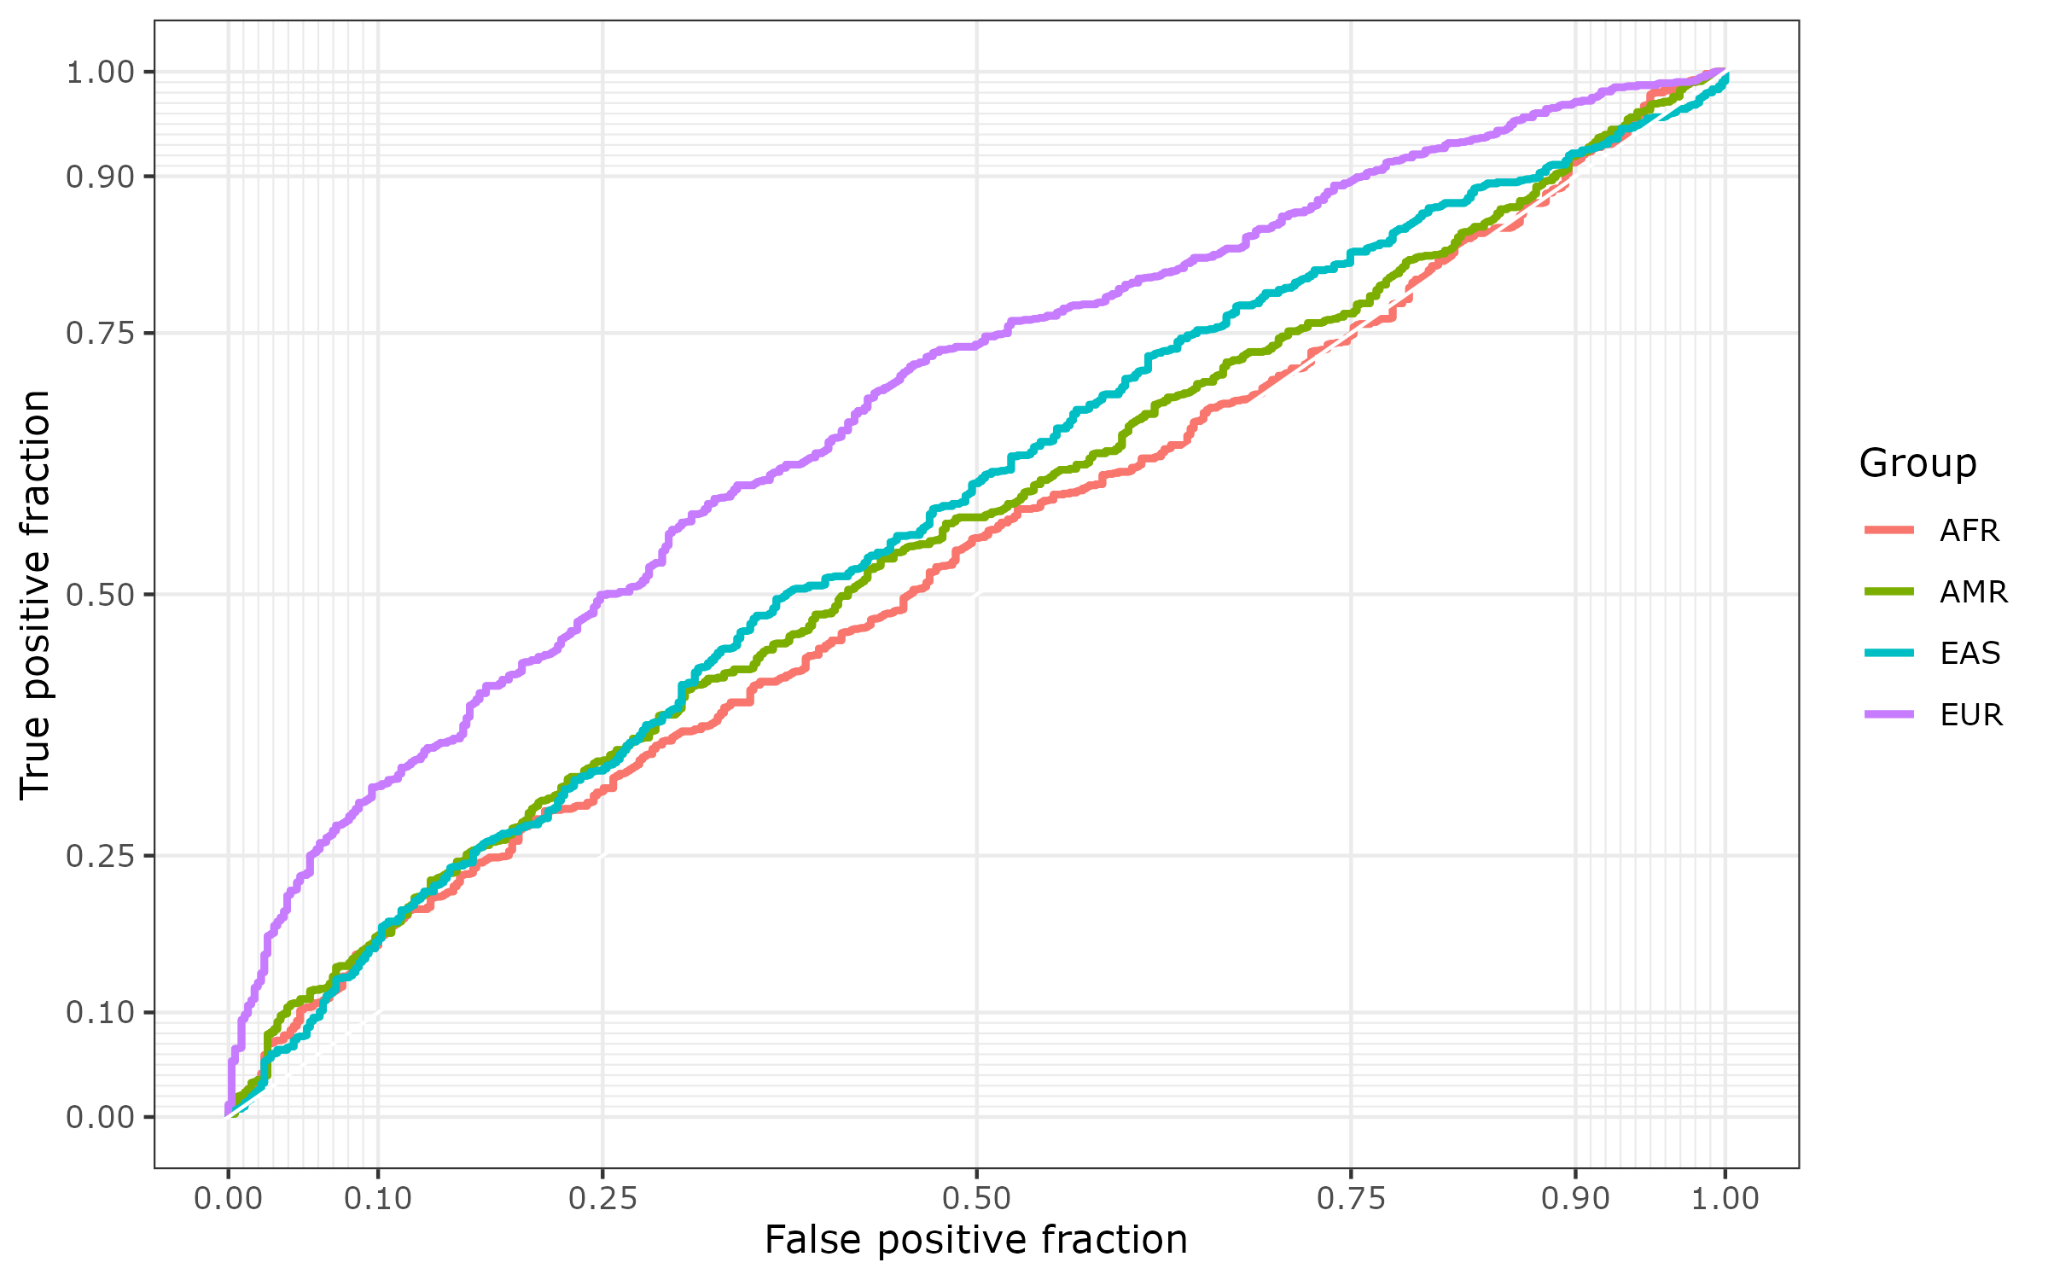 1.00
0.90
0.75
0.50
0.25
0.10
0.00
True positive fraction
0.00 0.10 0.25 0.50 0.75 0.90 1.00
False positive fraction
Group
AFR
AMR
EAS
EUR